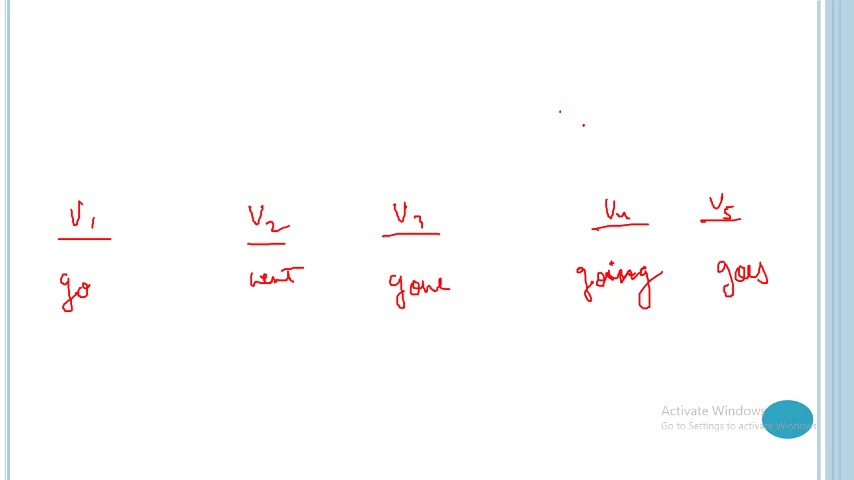 V1 V2 V3 V4 V5
go went gone going goes
Activate Windows
Go to Settings to activate Windows.